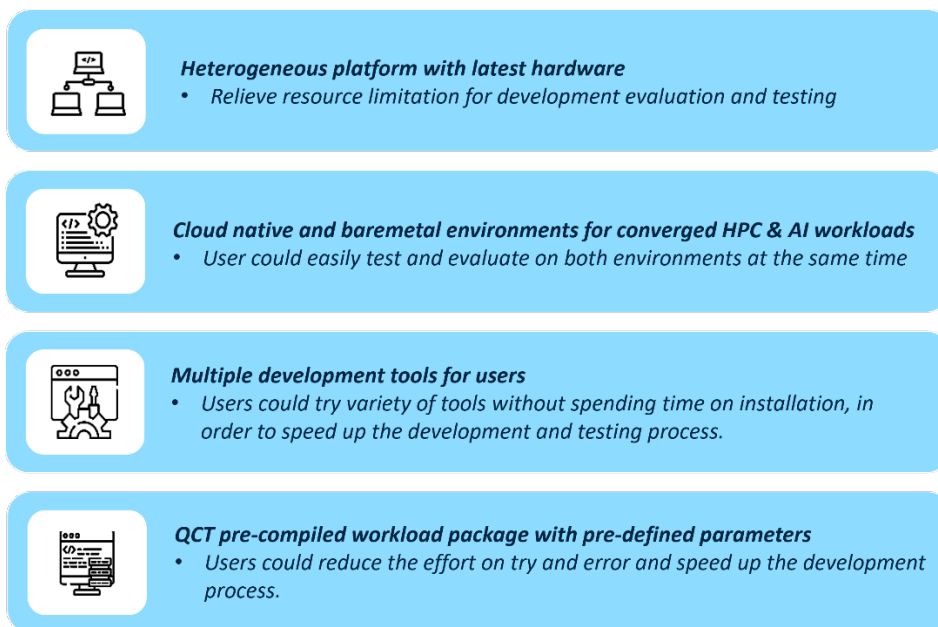 Heterogeneous platform with latest hardware
• Relieve resource limitation for development evaluation and testing
Cloud native and baremetal environments for converged HPC & AI workloads
• User could easily test and evaluate on both environments at the same time
Multiple development tools for users
• Users could try variety of tools without spending time on installation, in
order to speed up the development and testing process.
QCT pre-compiled workload package with pre-defined parameters
• Users could reduce the effort on try and error and speed up the development
process.